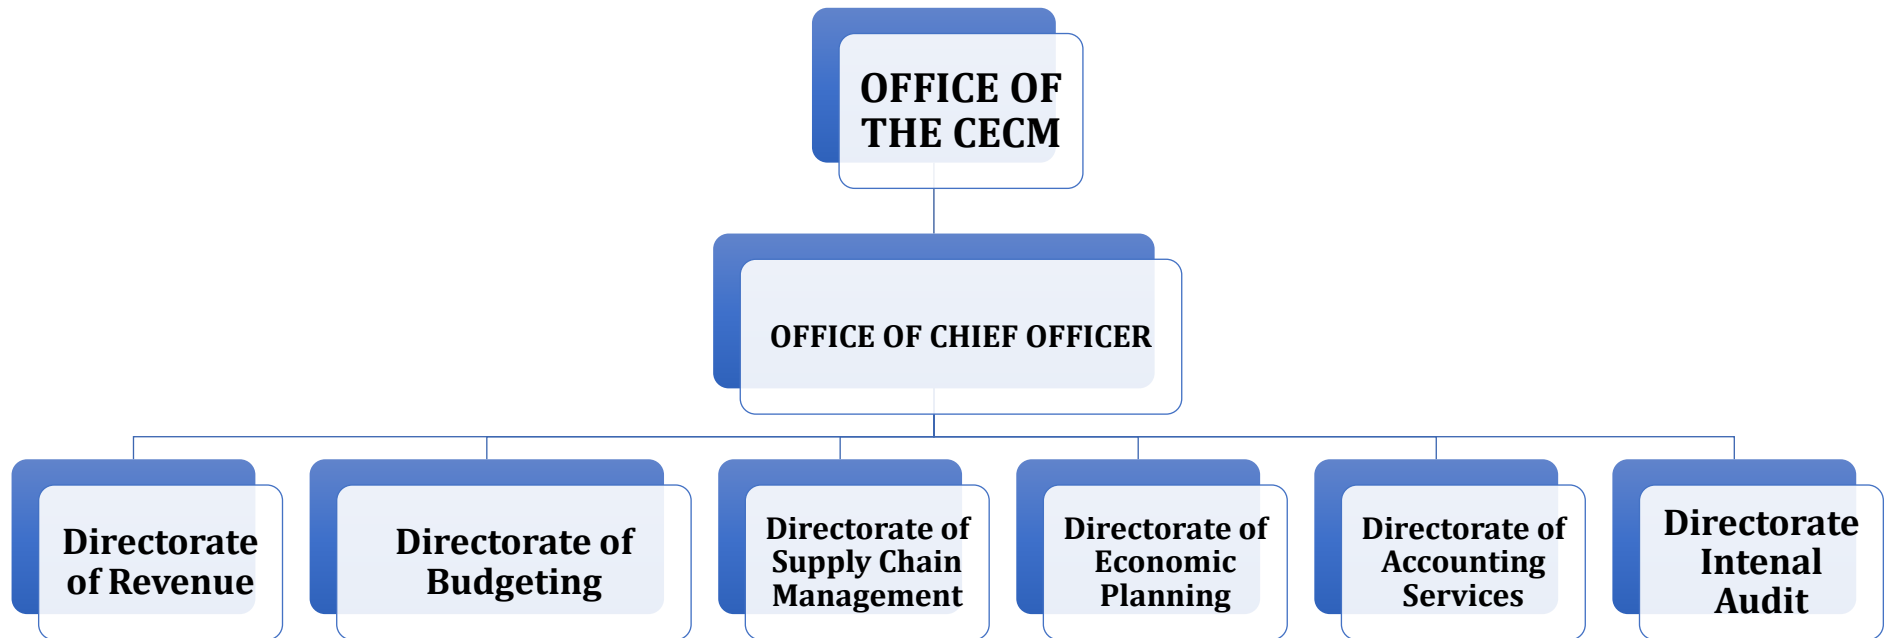 OFFICE OF
THE CECM
OFFICE OF CHIEF OFFICER
Directorate
of Revenue
Directorate of
Budgeting
Directorate of
Supply Chain
Management
Directorate of
Economic
Planning
Directorate of
Accounting
Services
Directorate
Intenal
Audit